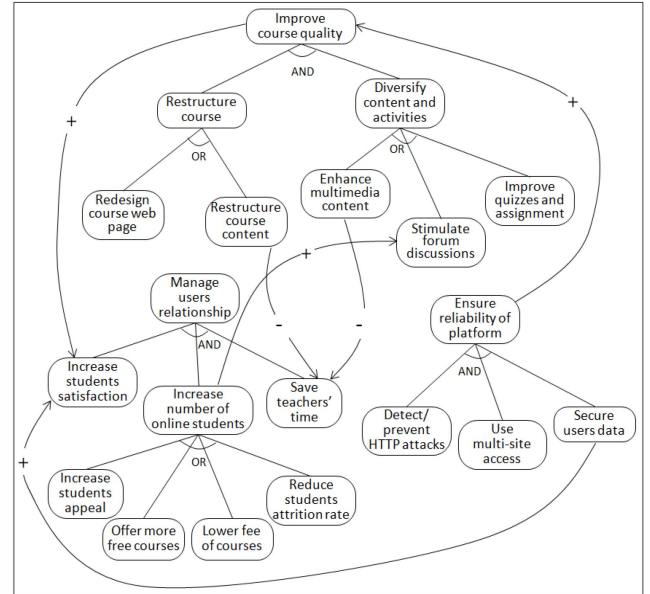 Improve
course quality
AND
Restructure
course
Diversify
content and
activities
+
+
OR
OR
Redesign
course web
page
Restructure
course
content
Enhance
multimedia
content
Improve
quizzes and
assignment
Stimulate
forum
discussions
+
Manage
users
relationship
-
-
Ensure
reliability of
platform
AND
AND
Increase
students
satisfaction
Increase
number of
online students
Save
teachers'
time
Detect/
prevent
HTTP attacks
Use
multi-site
access
Secure
users data
+
OR
Increase
students
appeal
Offer more
free courses
Lower fee
of courses
Reduce
students
attrition rate